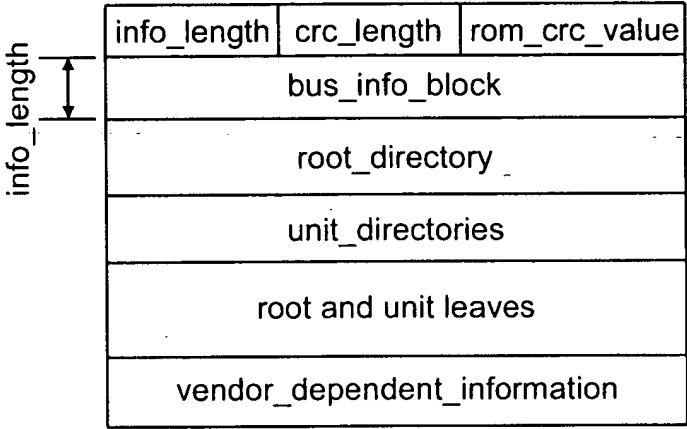 info_length crc_length rom_crc_value
info_length
bus_info_block
root_directory
unit_directories
root and unit leaves
vendor_dependent_information